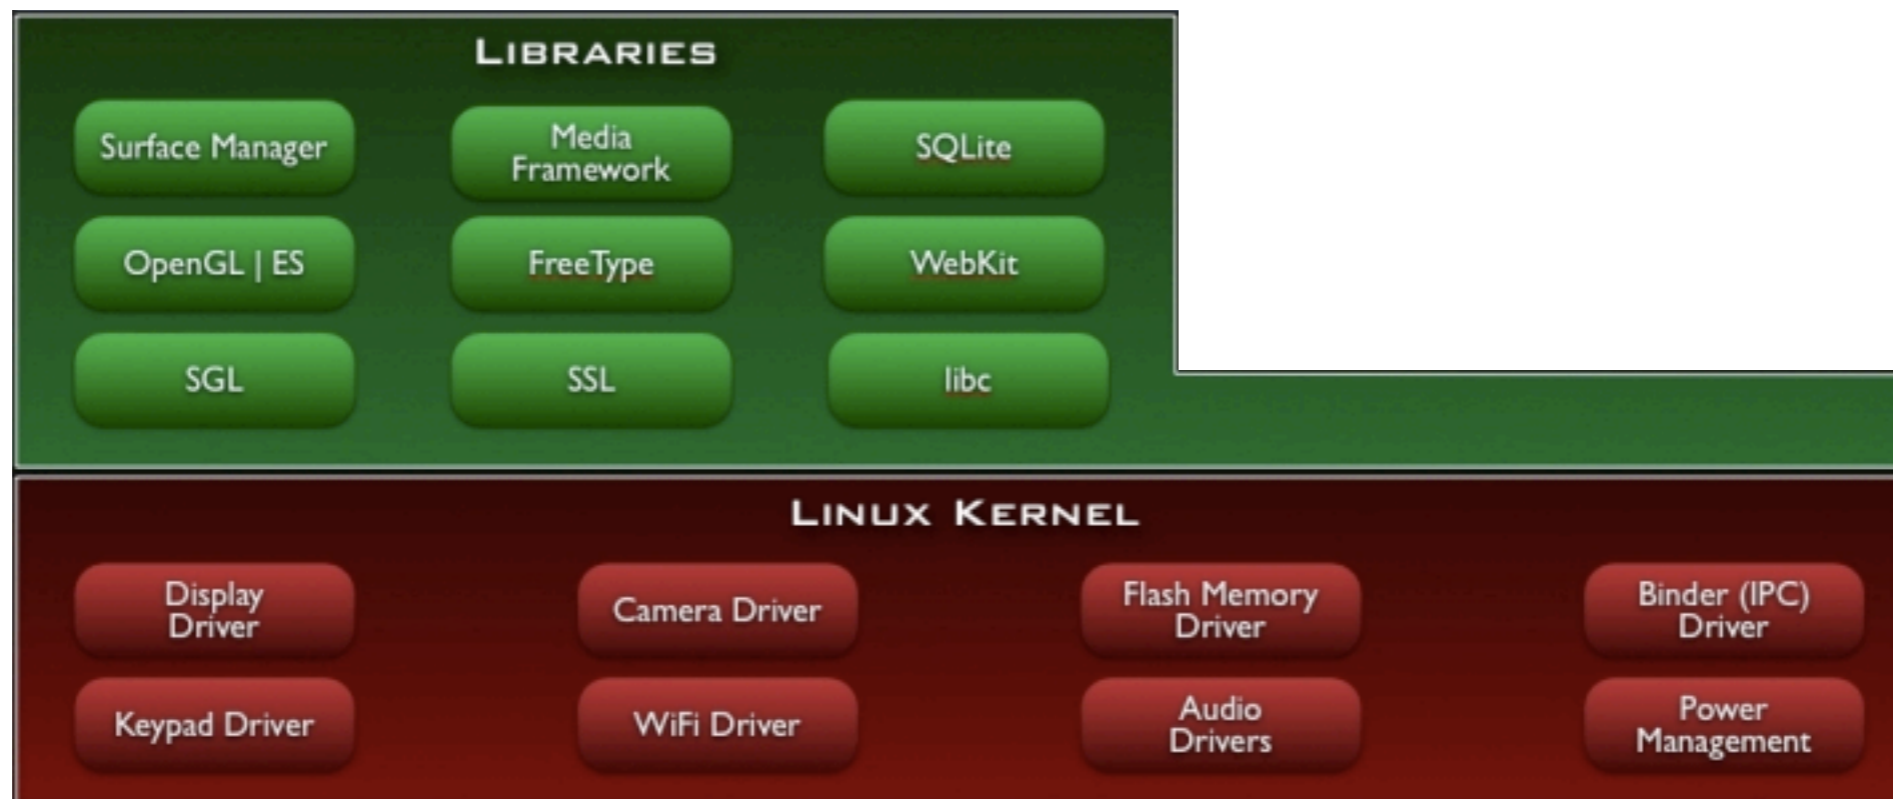 LIBRARIES
Surface Manager
Media
Framework
SQLite
OpenGL | ES
FreeType
WebKit
SGL
SSL
libc
LINUX KERNEL
Display
Driver
Camera Driver
Flash Memory
Driver
Binder (IPC)
Driver
Keypad Driver
WiFi Driver
Audio
Drivers
Power
Management